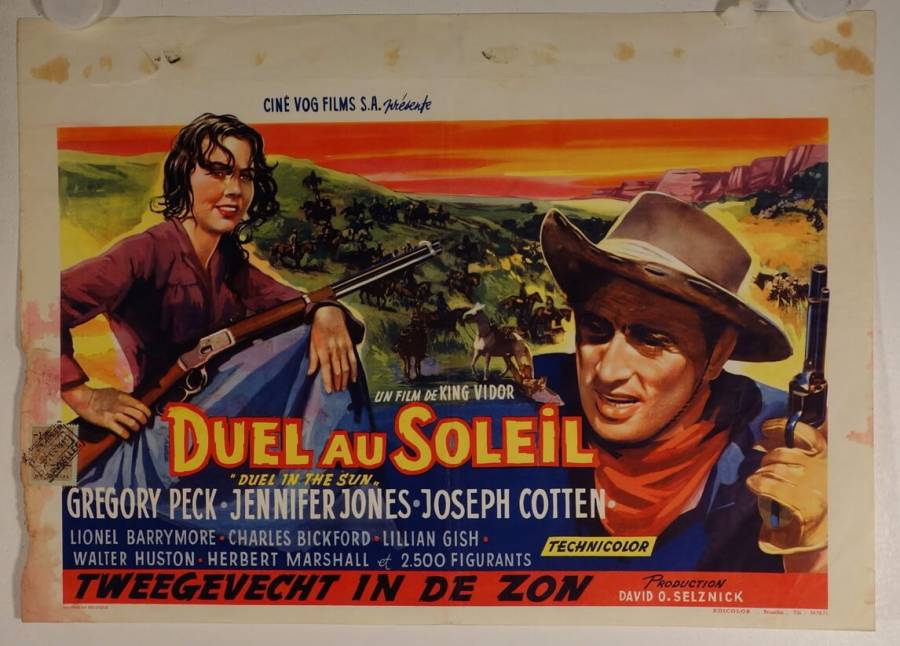 CINÉ VOG FILMS S.A. présente
UN FILM DE KING VIDOR
DUEL AU SOLEIL
"DUEL IN THE SUN"
GREGORY PECK · JENNIFER JONES · JOSEPH COTTEN ·
LIONEL BARRYMORE · CHARLES BICKFORD · LILLIAN GISH ·
WALTER HUSTON · HERBERT MARSHALL et 2.500 FIGURANTS
TECHNICOLOR
TWEEGEVECHT IN DE ZON
PRODUCTION
DAVID O. SELZNICK
EDICOLOR